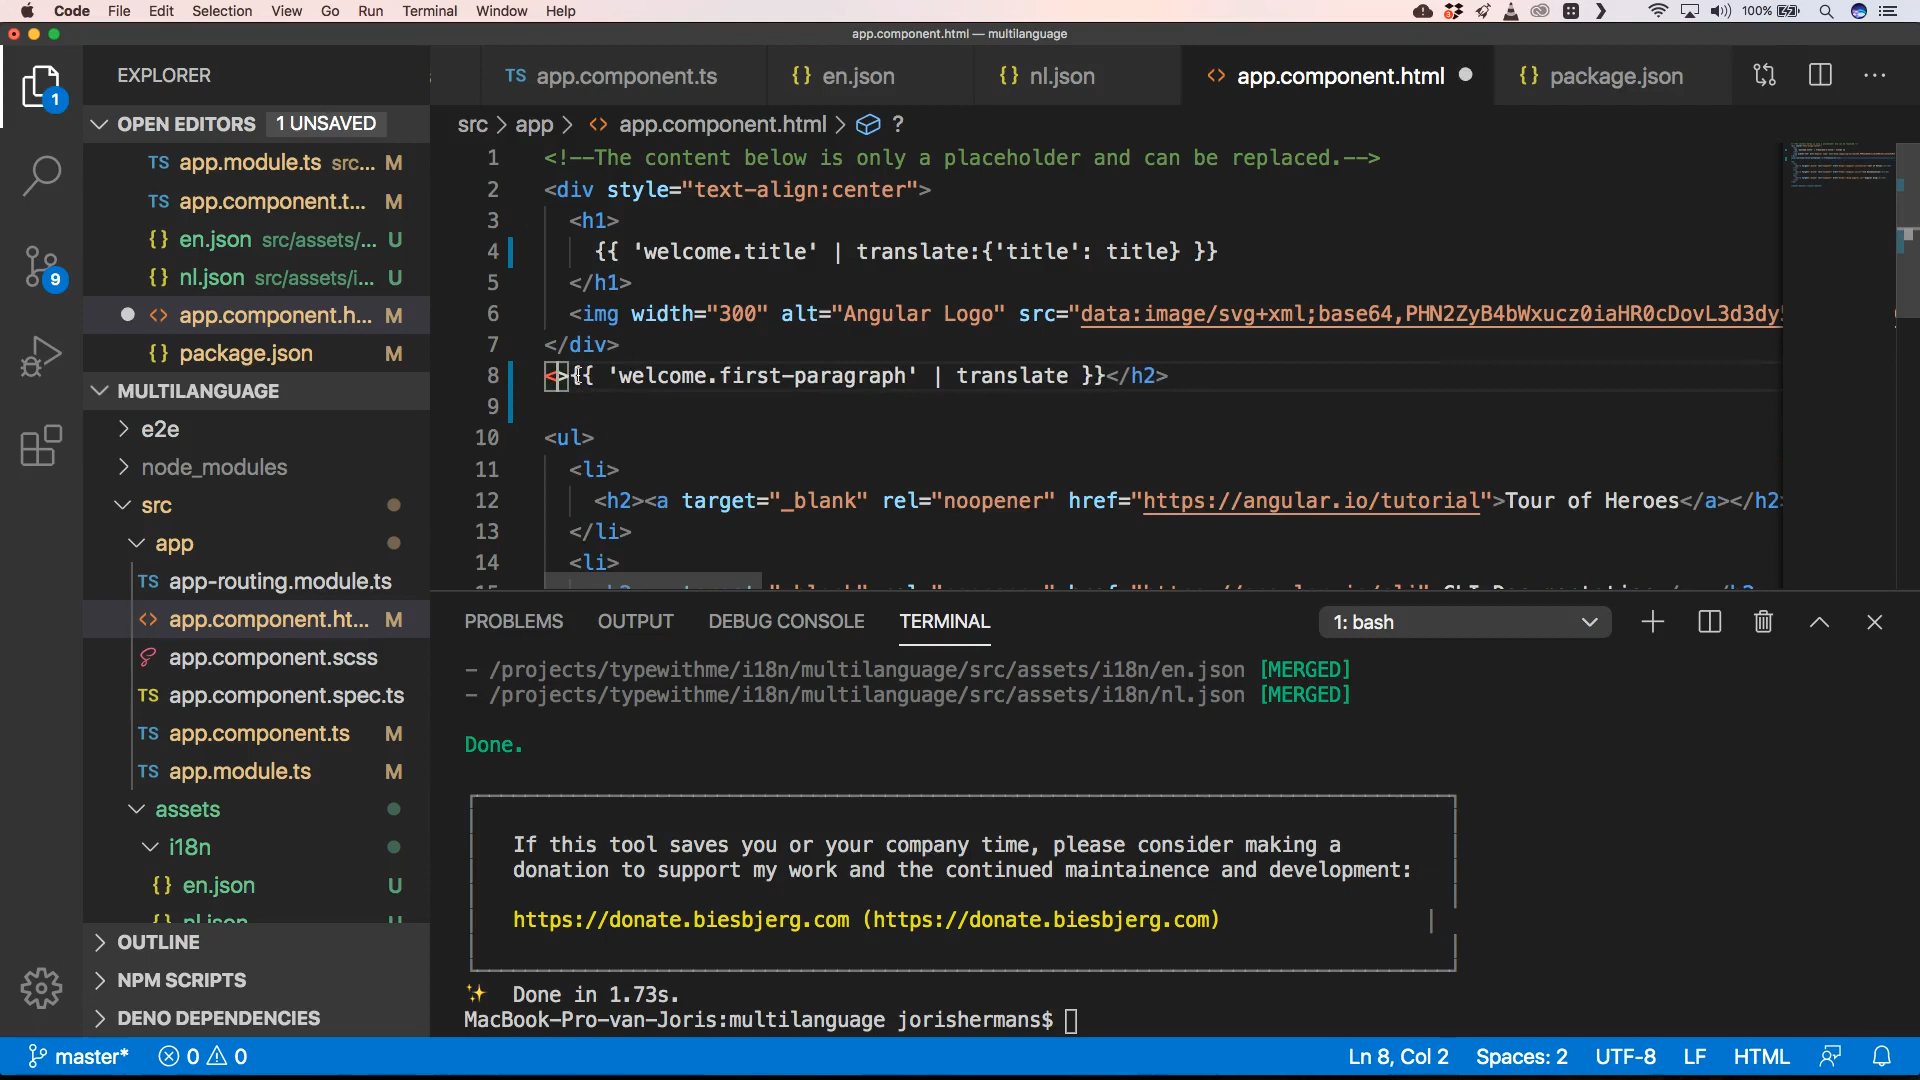 Code File Edit Selection View Go Run Terminal Window Help
3
100%
app.component.html — multilanguage
EXPLORER
1
OPEN EDITORS 1 UNSAVED
TS app.module.ts src... M
TS app.component.t... M
{} en.json src/assets/... U
{} nl.json src/assets/i... U
<> app.component.h... M
{} package.json M
MULTILANGUAGE
e2e
node_modules
src
app
TS app-routing.module.ts
<> app.component.ht... M
app.component.scss
TS app.component.spec.ts
TS app.component.ts M
TS app.module.ts M
assets
i18n
{} en.json U
{} nl.json U
OUTLINE
NPM SCRIPTS
DENO DEPENDENCIES
9
TS app.component.ts {} en.json {} nl.json <> app.component.html {} package.json
src > app > <> app.component.html > ?
1 <!--The content below is only a placeholder and can be replaced.-->
2 <div style="text-align:center">
3 <h1>
4 {{ 'welcome.title' | translate:{'title': title} }}
5 </h1>
6 <img width="300" alt="Angular Logo" src="data:image/svg+xml;base64,PHN2ZyB4bWxucz0iaHR0cDovL3d3dy
7 </div>
8 <>{{ 'welcome.first-paragraph' | translate }}</h2>
9
10 <ul>
11 <li>
12 <h2><a target="_blank" rel="noopener" href="https://angular.io/tutorial">Tour of Heroes</a></h2>
13 </li>
14 <li>
PROBLEMS OUTPUT DEBUG CONSOLE TERMINAL 1: bash
- /projects/typewithme/i18n/multilanguage/src/assets/i18n/en.json [MERGED]
- /projects/typewithme/i18n/multilanguage/src/assets/i18n/nl.json [MERGED]
Done.
If this tool saves you or your company time, please consider making a
donation to support my work and the continued maintainence and development:
https://donate.biesbjerg.com (https://donate.biesbjerg.com)
✨ Done in 1.73s.
MacBook-Pro-van-Joris:multilanguage jorishermans$
master* 0 0 Ln 8, Col 2 Spaces: 2 UTF-8 LF HTML